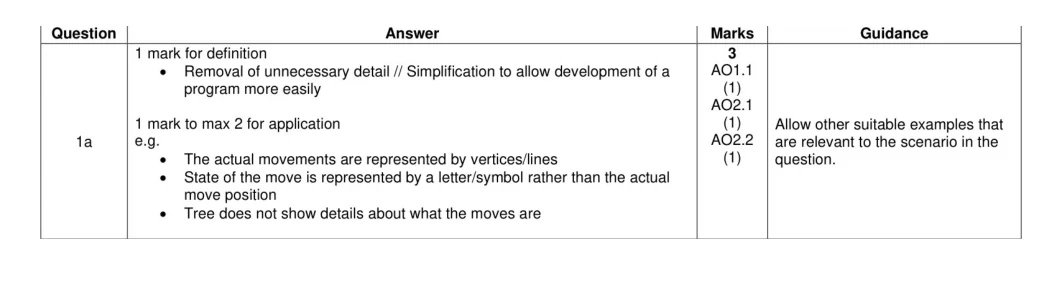 Question Answer Marks Guidance
1 mark for definition
• Removal of unnecessary detail // Simplification to allow development of a
program more easily
1 mark to max 2 for application
e.g.
• The actual movements are represented by vertices/lines
• State of the move is represented by a letter/symbol rather than the actual
move position
• Tree does not show details about what the moves are
1a
3
AO1.1
(1)
AO2.1
(1)
AO2.2
(1)
Allow other suitable examples that
are relevant to the scenario in the
question.